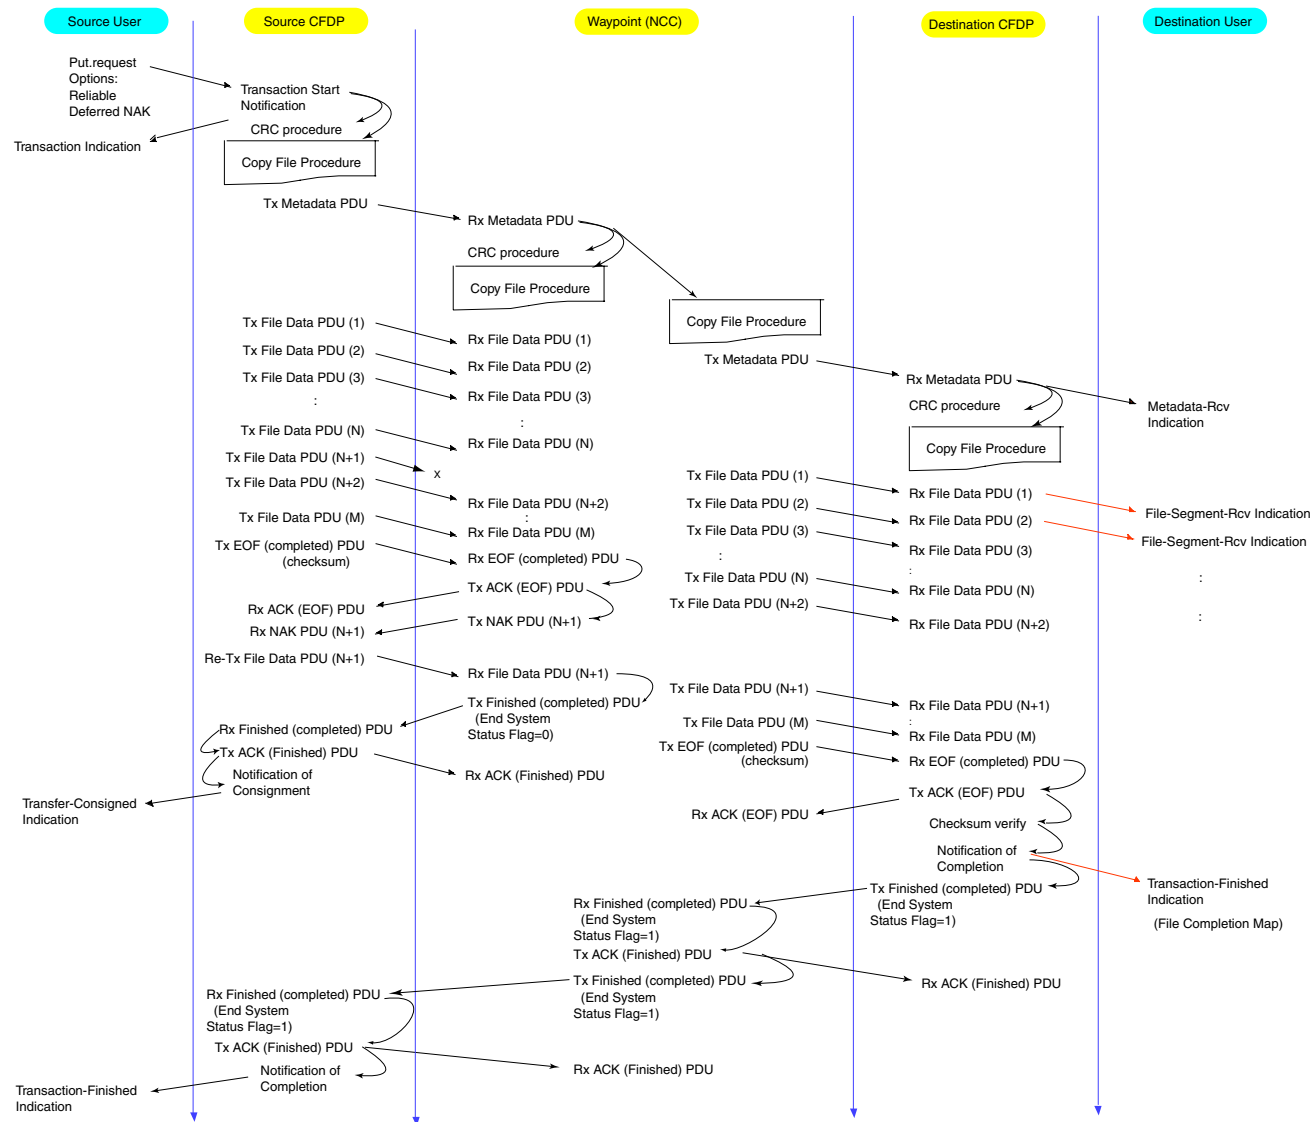 Source User
Source CFDP
Waypoint (NCC)
Destination CFDP
Destination User
Put.request
Options:
Reliable
Deferred NAK
Transaction Start
Notification
CRC procedure
Transaction Indication
Copy File Procedure
Tx Metadata PDU
Rx Metadata PDU
CRC procedure
Copy File Procedure
Copy File Procedure
Tx File Data PDU (1)
Rx File Data PDU (1)
Tx File Data PDU (2)
Rx File Data PDU (2)
Tx File Data PDU (3)
Rx File Data PDU (3)
:
:
Tx File Data PDU (N)
Rx File Data PDU (N)
Tx File Data PDU (N+1)
x
Tx File Data PDU (N+2)
Rx File Data PDU (N+2)
:
Tx File Data PDU (M)
Rx File Data PDU (M)
Tx EOF (completed) PDU
(checksum)
Rx EOF (completed) PDU
Tx ACK (EOF) PDU
Rx ACK (EOF) PDU
Tx NAK PDU (N+1)
Rx NAK PDU (N+1)
Re-Tx File Data PDU (N+1)
Rx File Data PDU (N+1)
Tx Finished (completed) PDU
(End System
Status Flag=0)
Rx Finished (completed) PDU
Tx ACK (Finished) PDU
Rx ACK (Finished) PDU
Notification of
Consignment
Transfer-Consigned
Indication
Tx Metadata PDU
Rx Metadata PDU
CRC procedure
Metadata-Rcv
Indication
Copy File Procedure
Tx File Data PDU (1)
Rx File Data PDU (1)
File-Segment-Rcv Indication
Tx File Data PDU (2)
Rx File Data PDU (2)
File-Segment-Rcv Indication
Tx File Data PDU (3)
Rx File Data PDU (3)
:
:
:
Tx File Data PDU (N)
Rx File Data PDU (N)
Tx File Data PDU (N+2)
Rx File Data PDU (N+2)
:
Tx File Data PDU (N+1)
Rx File Data PDU (N+1)
:
Tx File Data PDU (M)
Rx File Data PDU (M)
Tx EOF (completed) PDU
(checksum)
Rx EOF (completed) PDU
Tx ACK (EOF) PDU
Rx ACK (EOF) PDU
Checksum verify
Notification of
Completion
Transaction-Finished
Indication
(File Completion Map)
Tx Finished (completed) PDU
(End System
Status Flag=1)
Rx Finished (completed) PDU
(End System
Status Flag=1)
Tx ACK (Finished) PDU
Rx ACK (Finished) PDU
Tx Finished (completed) PDU
(End System
Status Flag=1)
Rx Finished (completed) PDU
(End System
Status Flag=1)
Tx ACK (Finished) PDU
Rx ACK (Finished) PDU
Notification of
Completion
Transaction-Finished
Indication